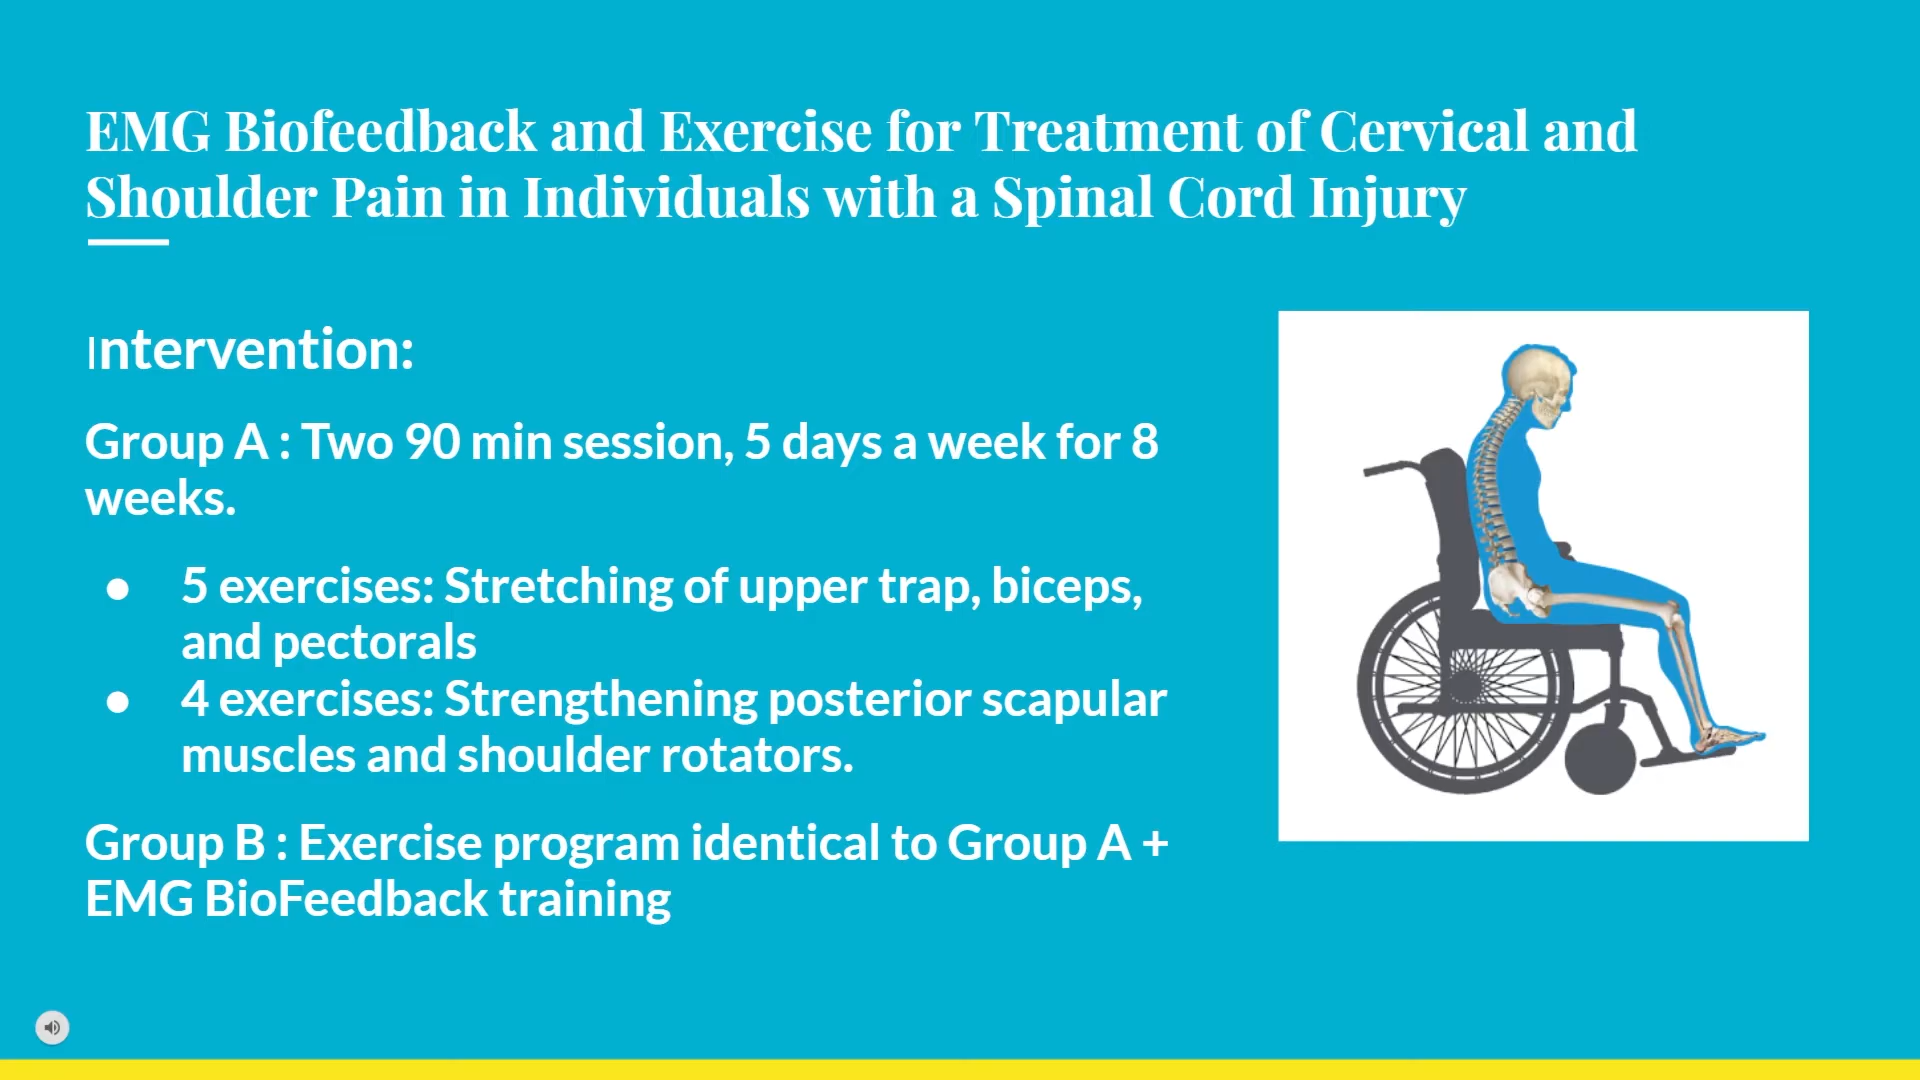 EMG Biofeedback and Exercise for Treatment of Cervical and
Shoulder Pain in Individuals with a Spinal Cord Injury
Intervention:
Group A : Two 90 min session, 5 days a week for 8
weeks.
● 5 exercises: Stretching of upper trap, biceps,
and pectorals
● 4 exercises: Strengthening posterior scapular
muscles and shoulder rotators.
Group B : Exercise program identical to Group A +
EMG BioFeedback training